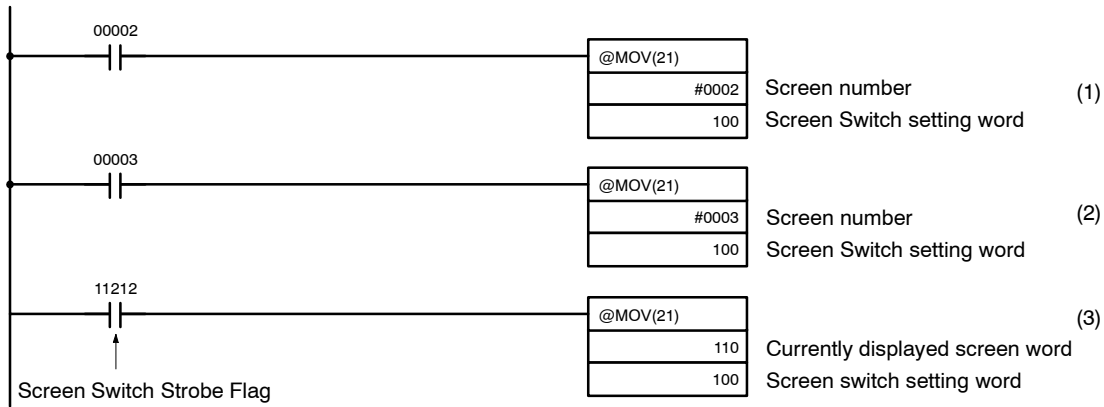 00002
@MOV(21)
#0002 Screen number (1)
100 Screen Switch setting word
00003
@MOV(21)
#0003 Screen number (2)
100 Screen Switch setting word
11212
@MOV(21) (3)
110 Currently displayed screen word
100 Screen switch setting word
Screen Switch Strobe Flag